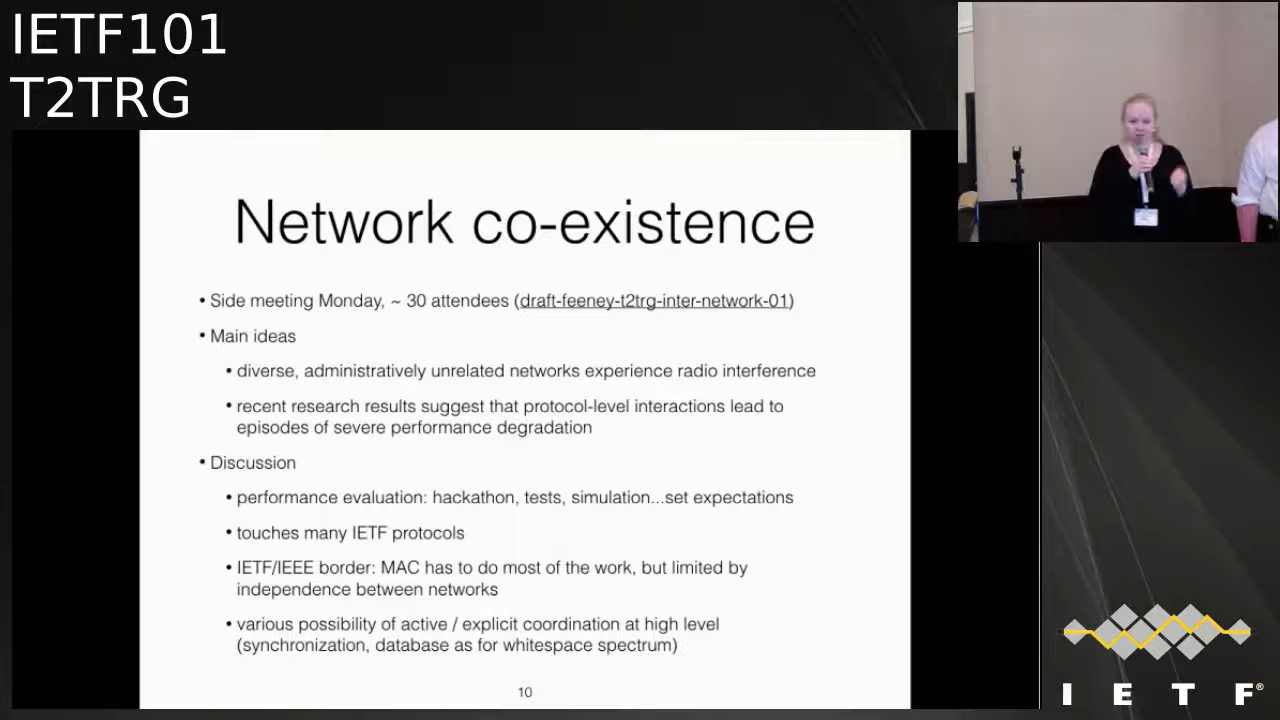 IETF101
T2TRG
Network co-existence
• Side meeting Monday, ~ 30 attendees (draft-feeney-t2trg-inter-network-01)
• Main ideas
• diverse, administratively unrelated networks experience radio interference
• recent research results suggest that protocol-level interactions lead to
episodes of severe performance degradation
• Discussion
• performance evaluation: hackathon, tests, simulation...set expectations
• touches many IETF protocols
• IETF/IEEE border: MAC has to do most of the work, but limited by
independence between networks
• various possibility of active / explicit coordination at high level
(synchronization, database as for whitespace spectrum)
10
I E T F®